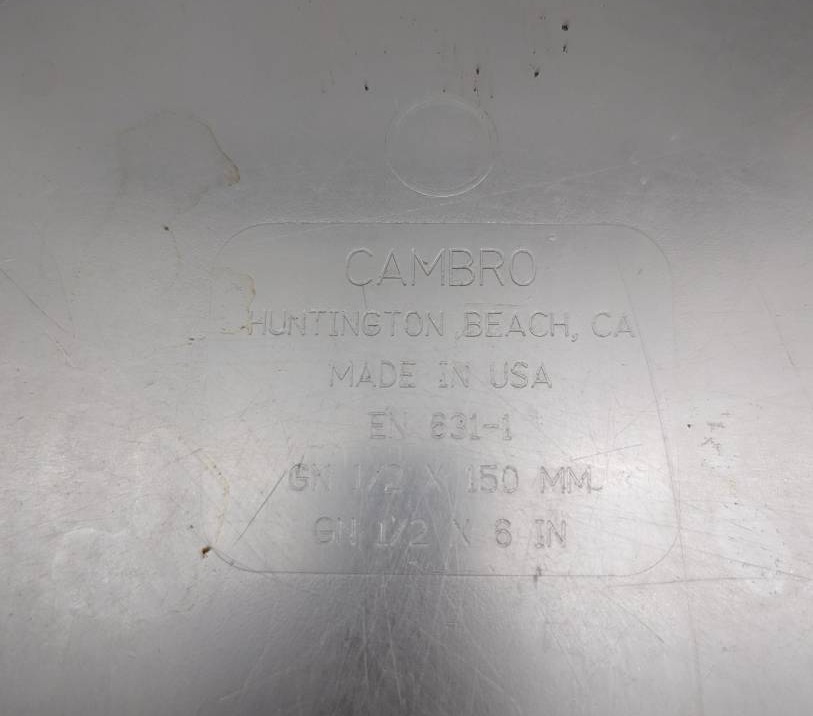 CAMBRO
HUNTINGTON BEACH, CA
MADE IN USA
EN 631-1
GN 1/2 X 150 MM
GN 1/2 X 6 IN